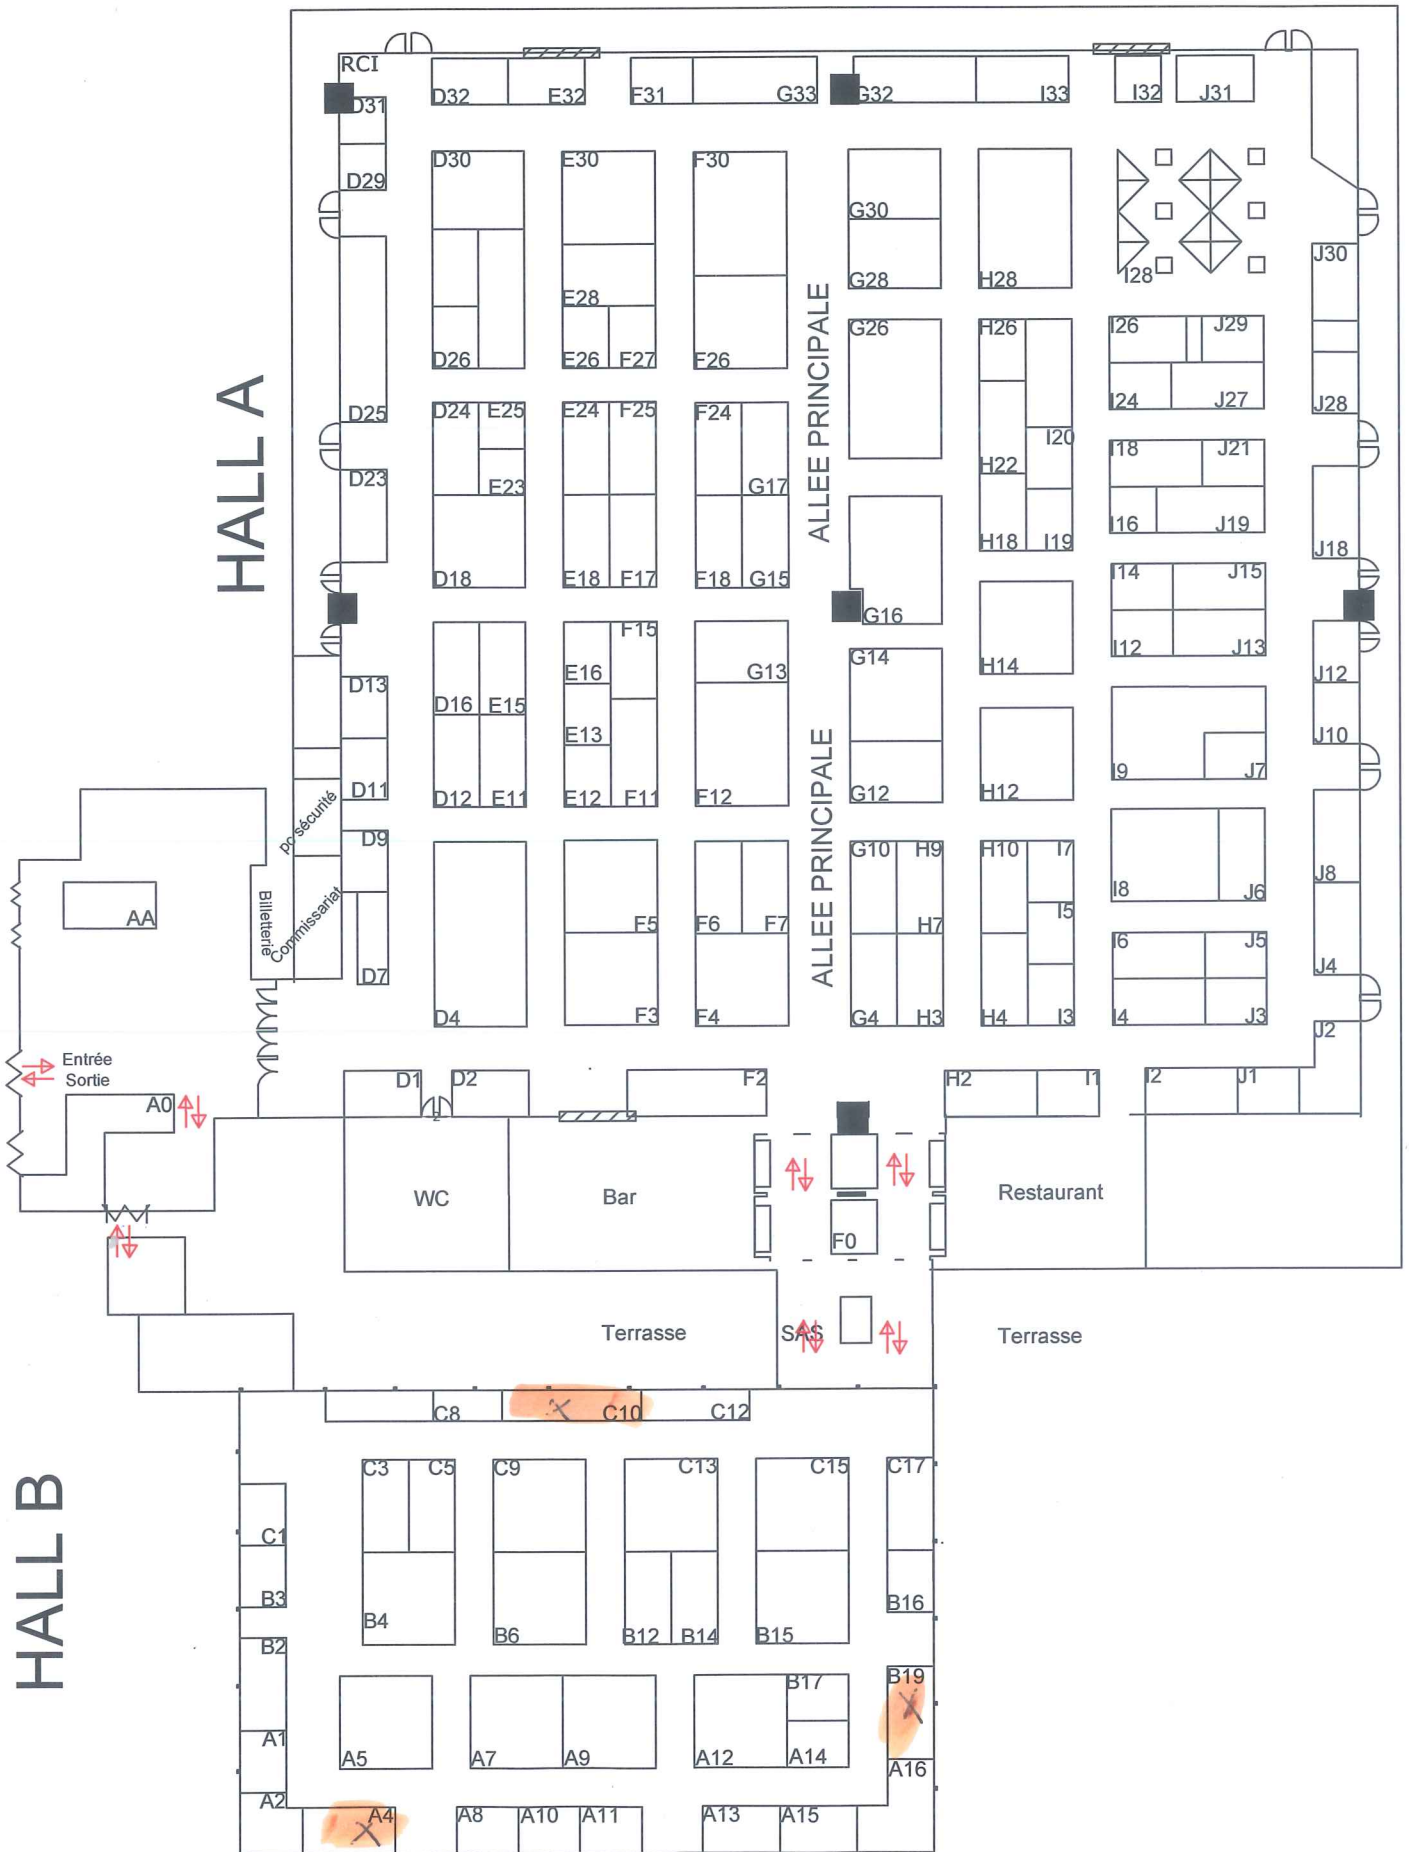 RCI
D32 E32 F31 G33 G32 I33 I32 J31
D31
D29
D30 E30 F30 G30 H28
E28 G28 I28 J30
D26 E26 F27 F26 G26 H26 I26 J29
HALL A
ALLEE PRINCIPALE
D25 D24 E25 E24 F25 F24 I24 J27 J28
I20
D23 E23 G17 H22 I18 J21
I16 J19
D18 E18 F17 F18 G15 H18 I19 J18
G16 I14 J15
F15
E16 G13 G14 H14 I12 J13 J12
D13 D16 E15
E13 J10
D11 D12 E11 E12 F11 F12 G12 H12 I9 J7
pc sécurité
ALLEE PRINCIPALE
D9 G10 H9 H10 I7
AA Billetterie Commissariat
F5 F6 F7 H7 I5 I8 J6 J8
I6 J5
D7 J4
D4 F3 F4 G4 H3 H4 I3 I4 J3
J2
Entrée
Sortie
D1 D2 F2 H2 I1 I2 J1
A0
2
WC Bar Restaurant
F0
Terrasse SAS Terrasse
HALL B
C8 X C10 C12
C3 C5 C9 C13 C15 C17
C1
B3 B16
B4 B6 B12 B14 B15
B2
B17 B19
X
A1
A5 A7 A9 A12 A14 A16
A2 A4 A8 A10 A11 A13 A15
X